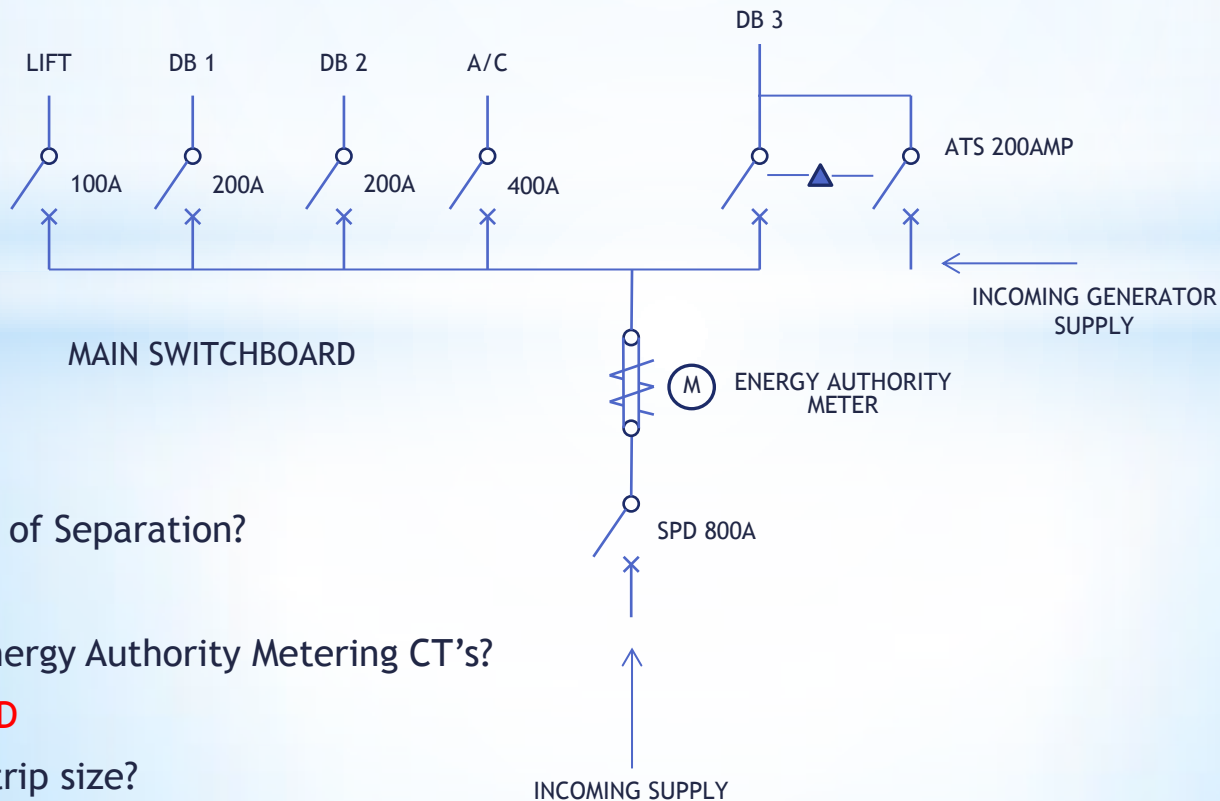 DB 3
LIFT
DB 1
DB 2
A/C
ATS 200AMP
100A
200A
200A
400A
INCOMING GENERATOR
SUPPLY
MAIN SWITCHBOARD
M
ENERGY AUTHORITY
METER
of Separation?
SPD 800A
Authority Metering CT's?
trip size?
INCOMING SUPPLY